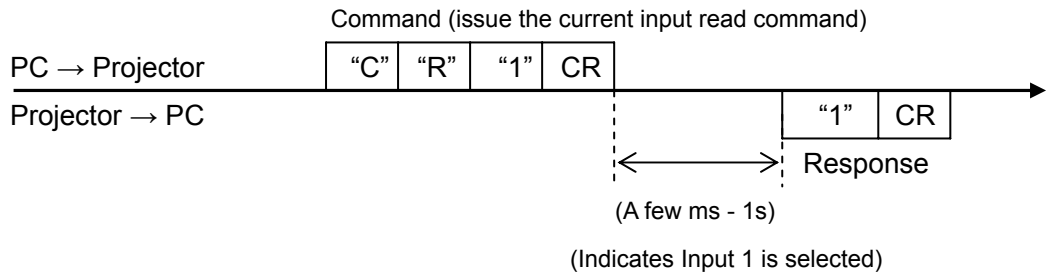 Command (issue the current input read command)
PC → Projector “C” “R” “1” CR
Projector → PC “1” CR
Response
(A few ms - 1s)
(Indicates Input 1 is selected)